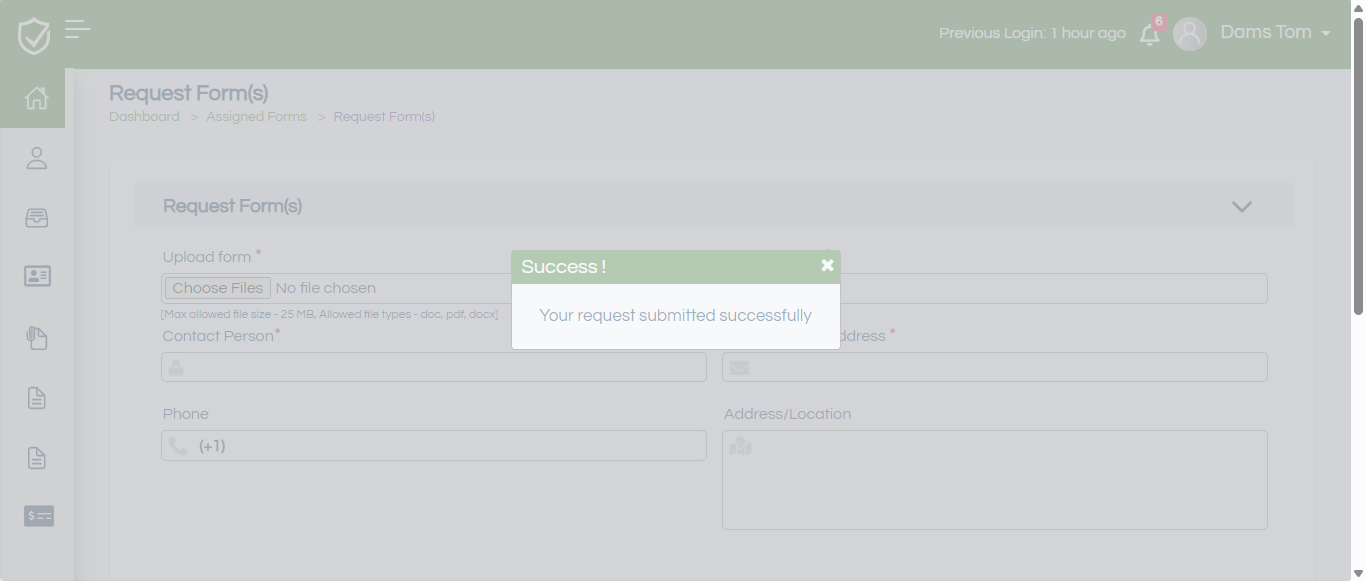 Previous Login: 1 hour ago
6
Dams Tom
Request Form(s)
Dashboard > Assigned Forms > Request Form(s)
Request Form(s)
Upload form *
Choose Files No file chosen
[Max allowed file size - 25 MB, Allowed file types - doc, pdf, docx]
Success !
Your request submitted successfully
Contact Person*
ddress *
Phone
Address/Location
(+1)
$